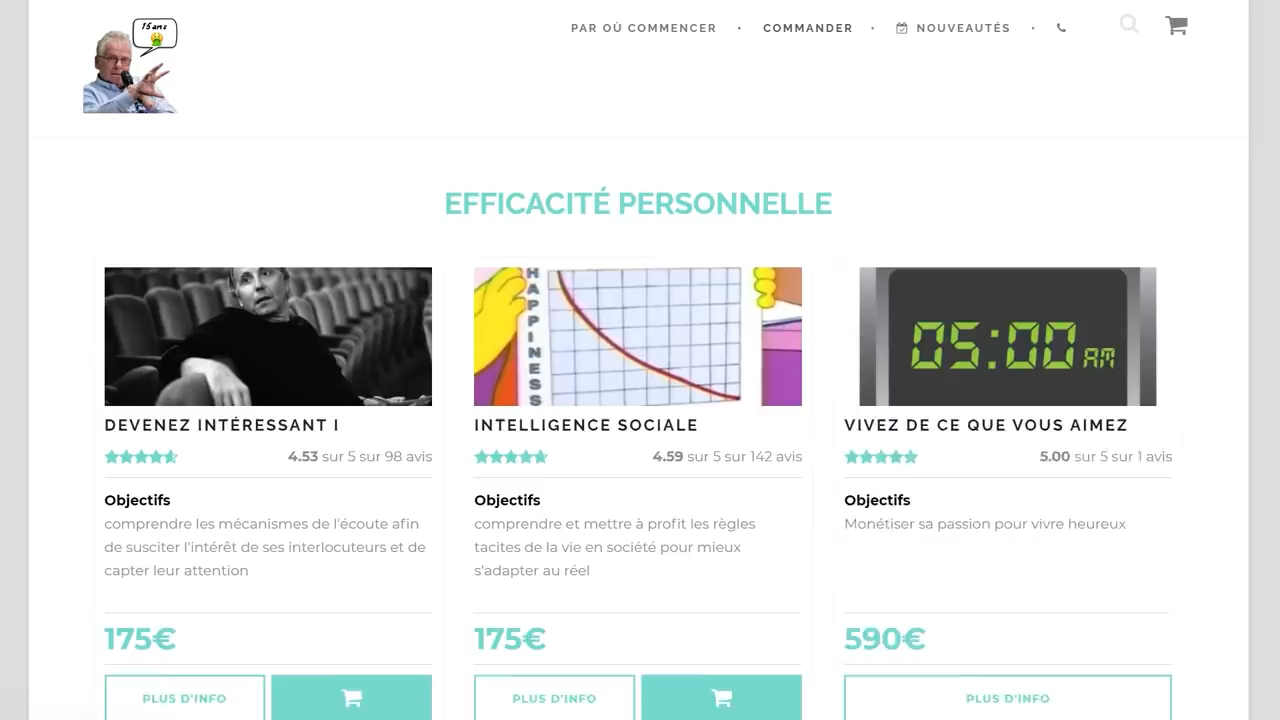 15 ans
PAR OÙ COMMENCER • COMMANDER • NOUVEAUTÉS •
EFFICACITÉ PERSONNELLE
HAPPINESS
05:00 AM
DEVENEZ INTÉRESSANT I
4.53 sur 5 sur 98 avis
Objectifs
comprendre les mécanismes de l'écoute afin
de susciter l'intérêt de ses interlocuteurs et de
capter leur attention
175€
PLUS D'INFO
INTELLIGENCE SOCIALE
4.59 sur 5 sur 142 avis
Objectifs
comprendre et mettre à profit les règles
tacites de la vie en société pour mieux
s'adapter au réel
175€
PLUS D'INFO
VIVEZ DE CE QUE VOUS AIMEZ
5.00 sur 5 sur 1 avis
Objectifs
Monétiser sa passion pour vivre heureux
590€
PLUS D'INFO